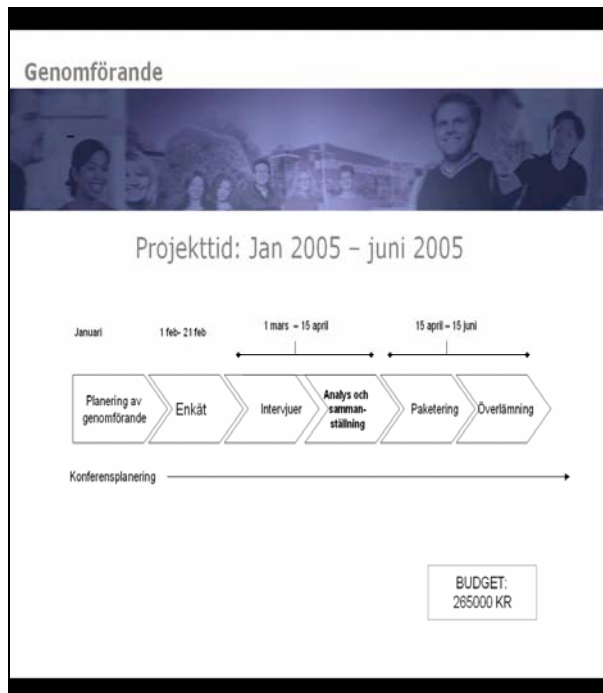 Genomförande
Projekttid: Jan 2005 – juni 2005
Januari
1 feb- 21 feb
1 mars – 15 april
15 april – 15 juni
Planering av
genomförande
Enkät
Intervjuer
Analys och
samman-
ställning
Paketering
Överlämning
Konferensplanering
BUDGET:
265000 KR